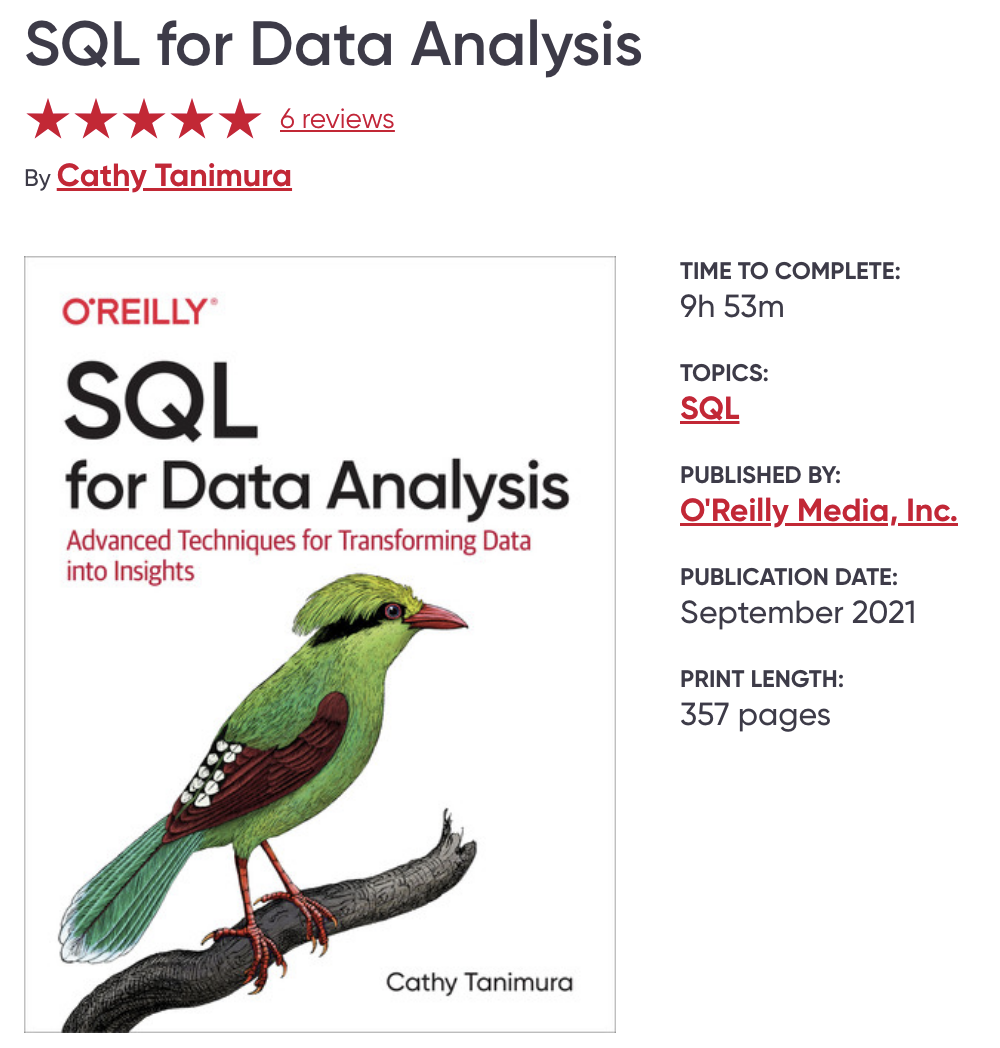 SQL for Data Analysis
6 reviews
By Cathy Tanimura
O'REILLY®
SQL
for Data Analysis
Advanced Techniques for Transforming Data
into Insights
Cathy Tanimura
TIME TO COMPLETE:
9h 53m
TOPICS:
SQL
PUBLISHED BY:
O'Reilly Media, Inc.
PUBLICATION DATE:
September 2021
PRINT LENGTH:
357 pages